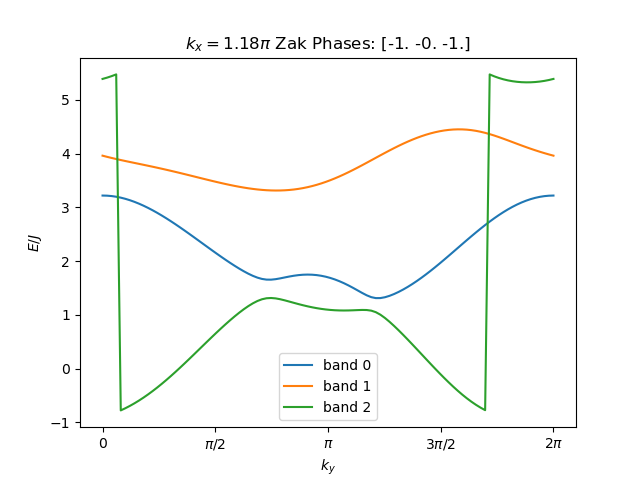 $k_x = 1.18\pi$ Zak Phases: [-1. -0. -1.]
E/J
5
4
3
2
1
0
−1
band 0
band 1
band 2
0
π/2
π
3π/2
2π
$k_y$